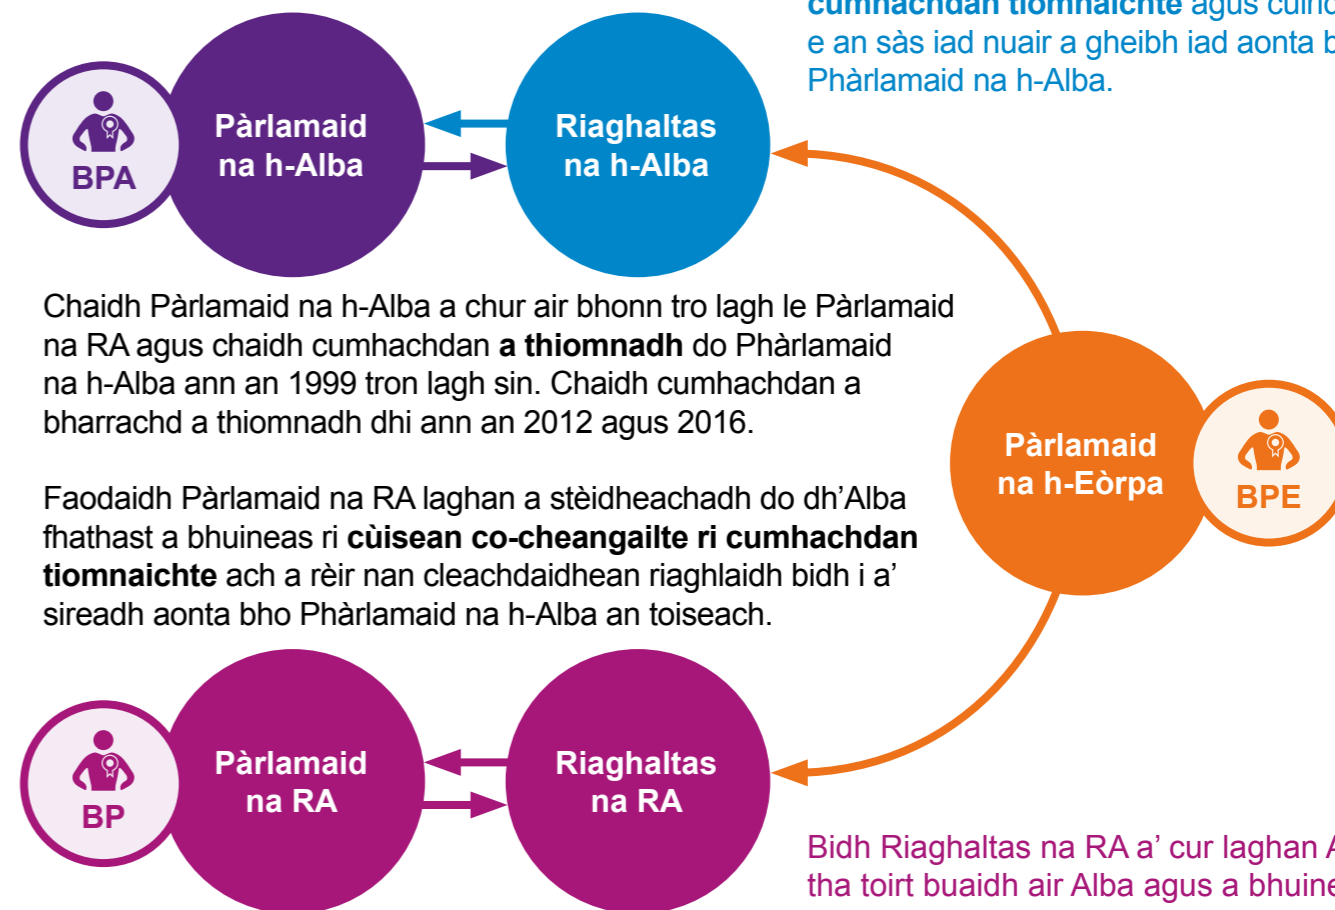 cumhachdan tiomnaichte agus
e an sàs iad nuair a gheibh iad aonta
Phàrlamaid na h-Alba.
BPA
Pàrlamaid
na h-Alba
Riaghaltas
na h-Alba
Chaidh Pàrlamaid na h-Alba a chur air bhonn tro lagh le Pàrlamaid
na RA agus chaidh cumhachdan a thiomnadh do Phàrlamaid
na h-Alba ann an 1999 tron lagh sin. Chaidh cumhachdan a
bharrachd a thiomnadh dhi ann an 2012 agus 2016.
Faodaidh Pàrlamaid na RA laghan a stèidheachadh do dh’Alba
fhathast a bhuineas ri cùisean co-cheangailte ri cumhachdan
tiomnaichte ach a rèir nan cleachdaidhean riaghlaidh bidh i a’
sireadh aonta bho Phàrlamaid na h-Alba an toiseach.
Pàrlamaid
na h-Eòrpa
BPE
BP
Pàrlamaid
na RA
Riaghaltas
na RA
Bidh Riaghaltas na RA a’ cur laghan
tha toirt buaidh air Alba agus a